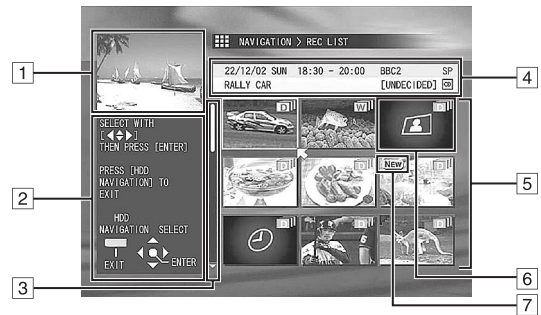 NAVIGATION > REC LIST
22/12/02 SUN 18:30 - 20:00 BBC2 SP
RALLY CAR [UNDECIDED]
SELECT WITH
[ ]
THEN PRESS [ENTER]
PRESS [HDD
NAVIGATION] TO
EXIT
HDD
NAVIGATION SELECT
EXIT ENTER
D
W
D
NEW
D
D
D
D
1
2
3
4
5
6
7